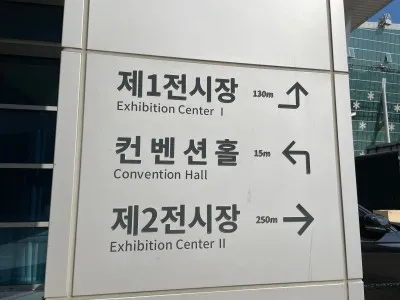 제1전시장 130m
Exhibition Center Ⅰ
컨벤션홀 15m
Convention Hall
제2전시장 250m
Exhibition Center II